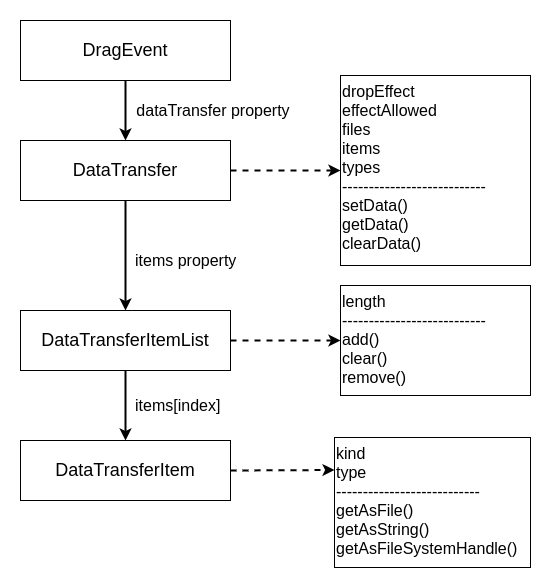 DragEvent
dataTransfer property
DataTransfer
dropEffect
effectAllowed
files
items
types
---------------------------
setData()
getData()
clearData()
items property
DataTransferItemList
length
---------------------------
add()
clear()
remove()
items[index]
DataTransferItem
kind
type
---------------------------
getAsFile()
getAsString()
getAsFileSystemHandle()